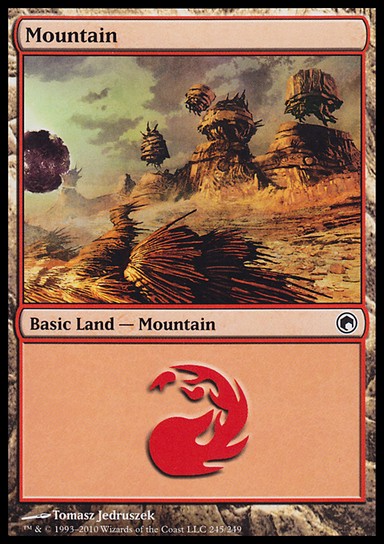 Mountain
Basic Land — Mountain
Tomasz Jedruszek
™ & © 1993–2010 Wizards of the Coast LLC 245/249